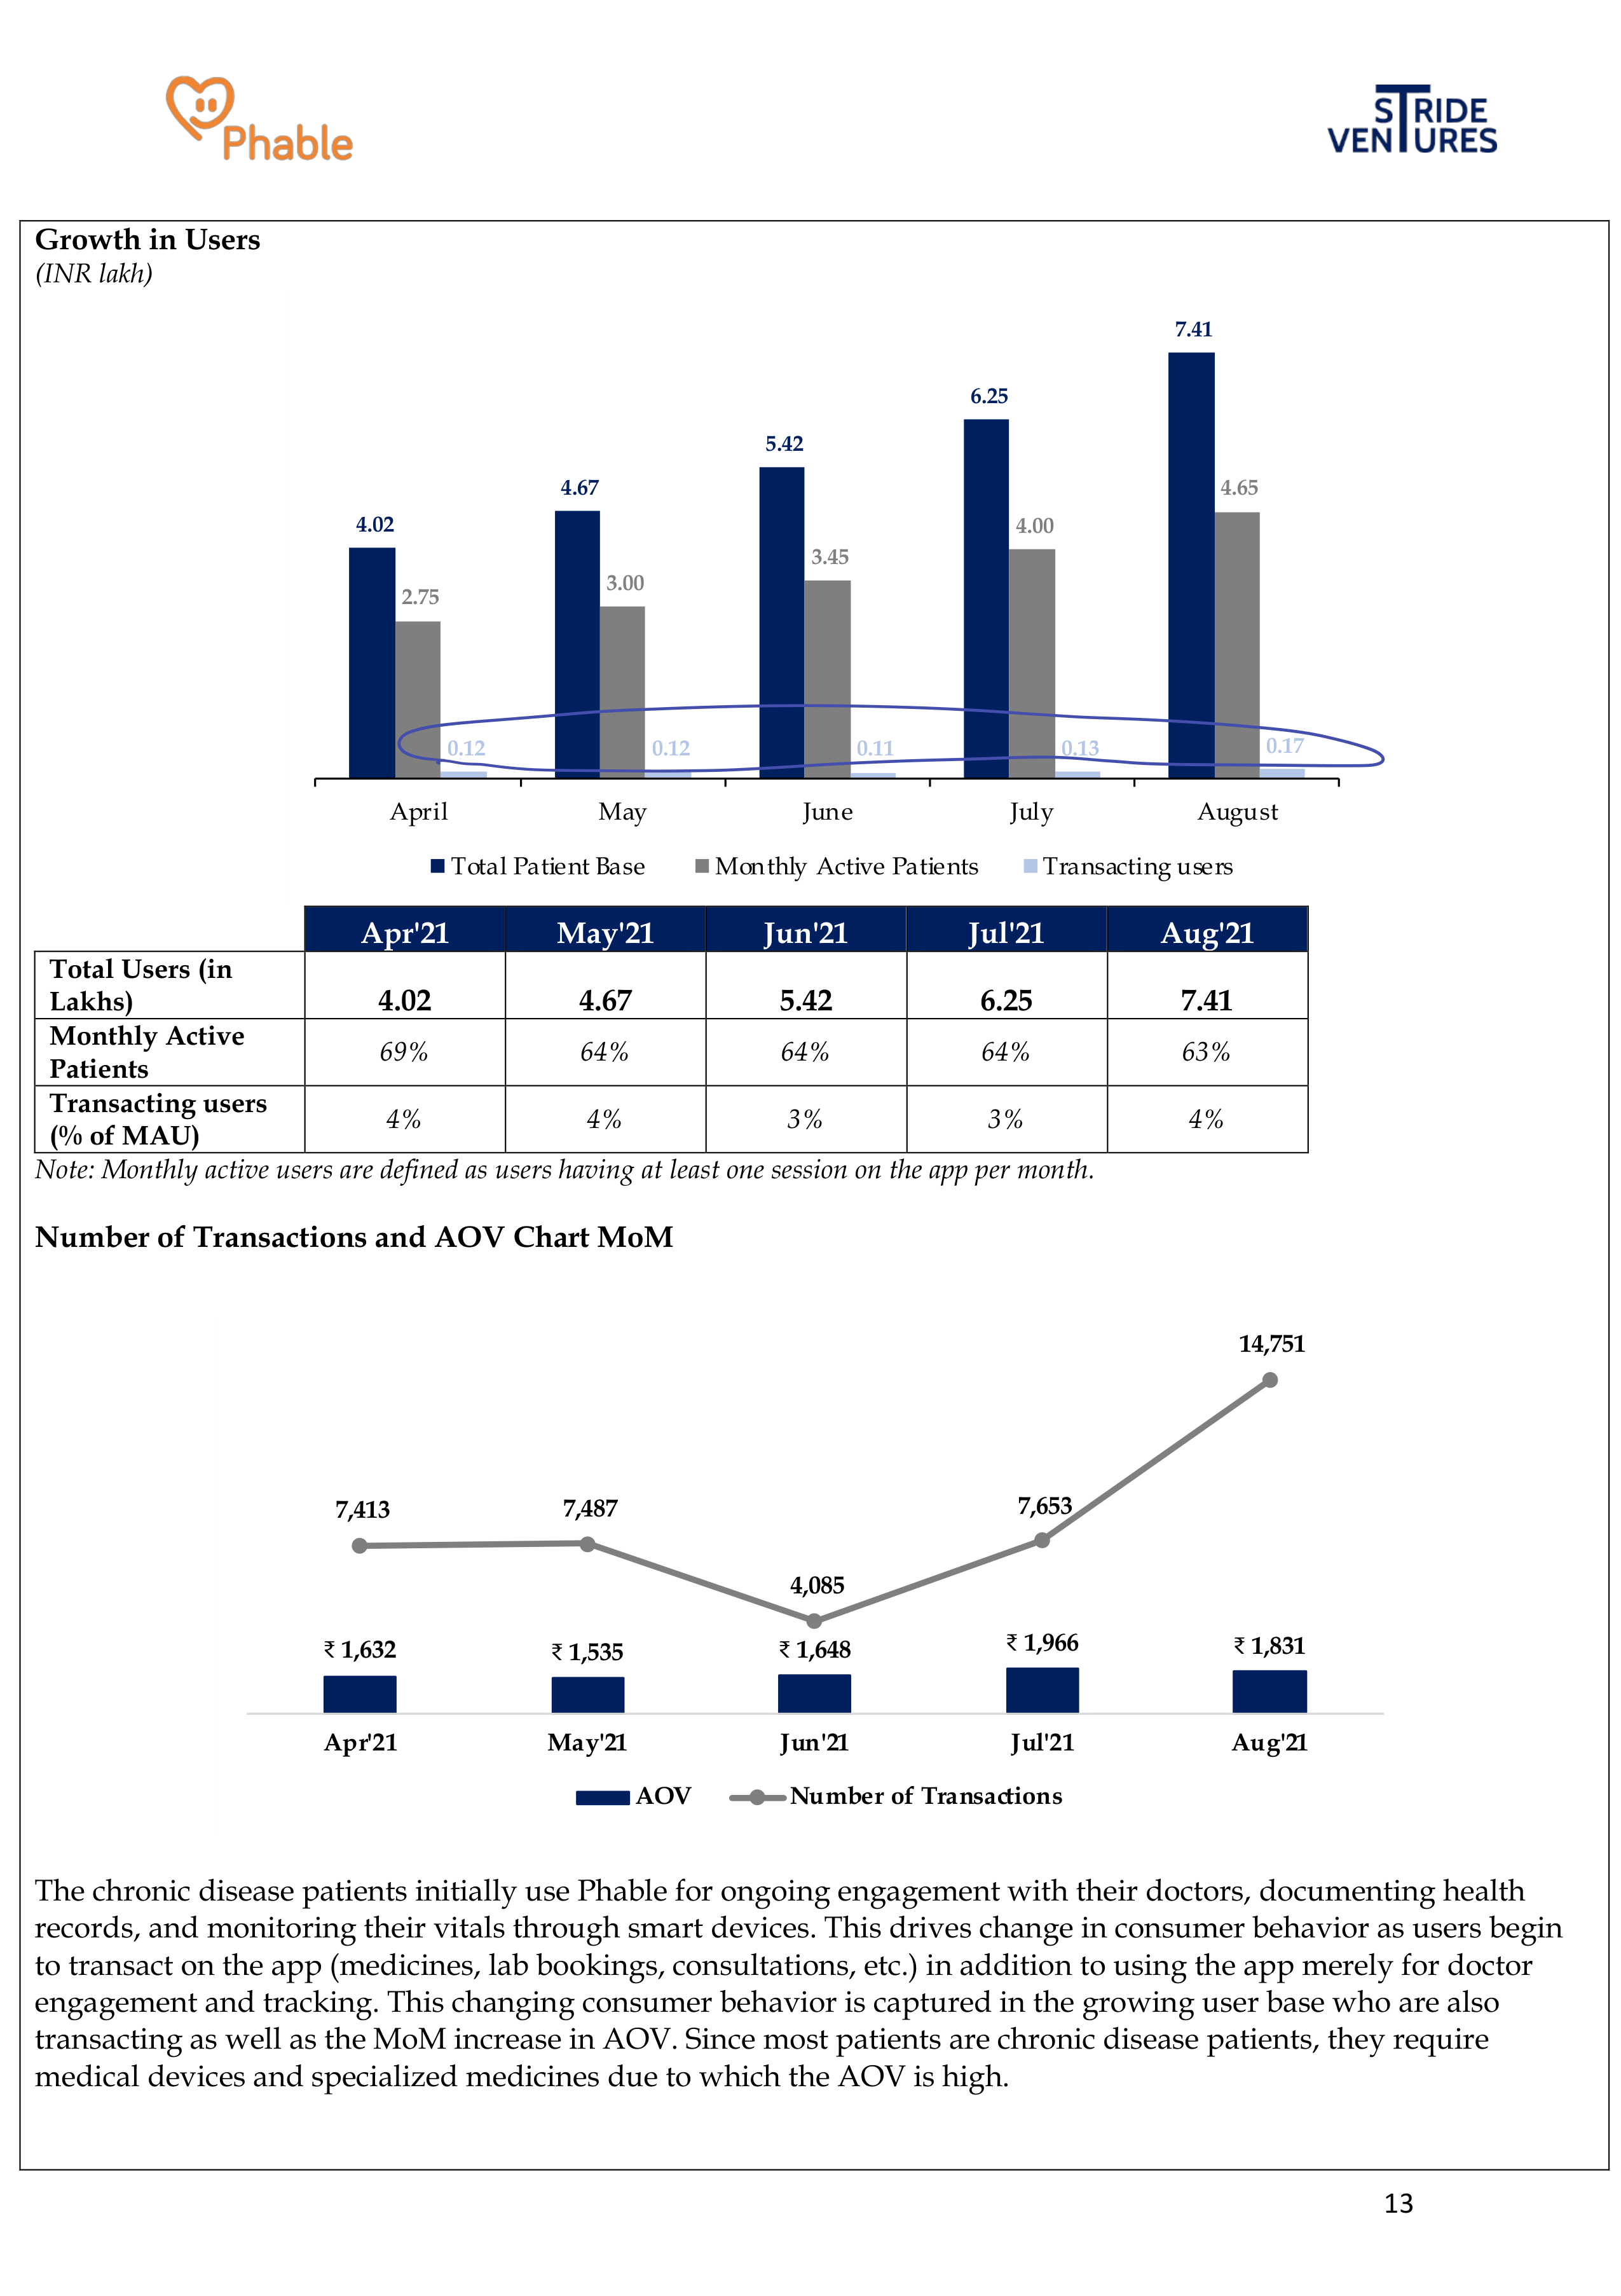 Phable
STRIDE
VENTURES
Growth in Users
(INR lakh)
7.41
6.25
5.42
4.67
4.65
4.02
4.00
3.45
3.00
2.75
0.12
0.12
0.11
0.13
0.17
April
May
June
July
August
Total Patient Base
Monthly Active Patients
Transacting users
Apr'21 May'21 Jun'21 Jul'21 Aug'21
Total Users (in
Lakhs) 4.02 4.67 5.42 6.25 7.41
Monthly Active
Patients 69% 64% 64% 64% 63%
Transacting users
(% of MAU) 4% 4% 3% 3% 4%
Note: Monthly active users are defined as users having at least one session on the app per month.
Number of Transactions and AOV Chart MoM
14,751
7,413
7,487
7,653
4,085
₹ 1,632
₹ 1,535
₹ 1,648
₹ 1,966
₹ 1,831
Apr'21
May'21
Jun'21
Jul'21
Aug'21
AOV
Number of Transactions
The chronic disease patients initially use Phable for ongoing engagement with their doctors, documenting health
records, and monitoring their vitals through smart devices. This drives change in consumer behavior as users begin
to transact on the app (medicines, lab bookings, consultations, etc.) in addition to using the app merely for doctor
engagement and tracking. This changing consumer behavior is captured in the growing user base who are also
transacting as well as the MoM increase in AOV. Since most patients are chronic disease patients, they require
medical devices and specialized medicines due to which the AOV is high.
13